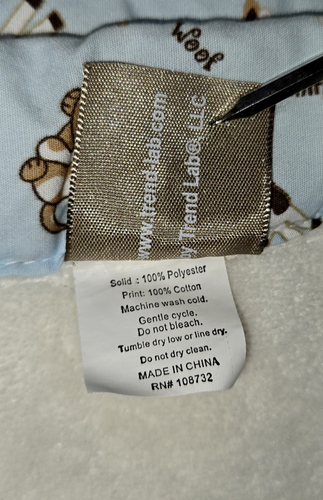 Woof
www.trend-lab.com
by Trend Lab®, LLC
Solid : 100% Polyester
Print: 100% Cotton
Machine wash cold.
Gentle cycle.
Do not bleach.
Tumble dry low or line dry.
Do not dry clean.
MADE IN CHINA
RN# 108732